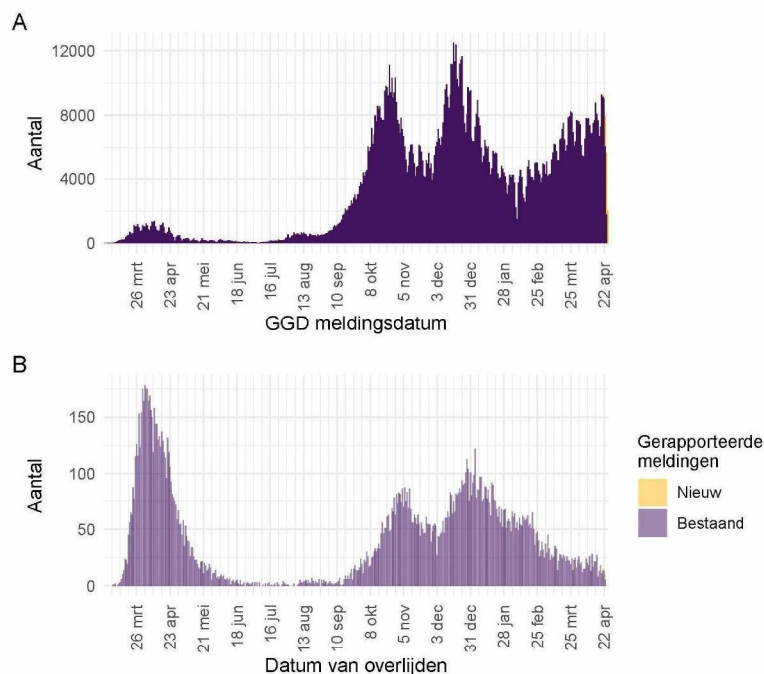 A
12000
8000
4000
0
Aantal
26 mrt
23 apr
21 mei
18 jun
16 jul
13 aug
10 sep
8 okt
5 nov
3 dec
31 dec
28 jan
25 feb
25 mrt
22 apr
GGD meldingsdatum
B
150
100
50
0
Aantal
26 mrt
23 apr
21 mei
18 jun
16 jul
13 aug
10 sep
8 okt
5 nov
3 dec
31 dec
28 jan
25 feb
25 mrt
22 apr
Datum van overlijden
Gerapporteerde
meldingen
Nieuw
Bestaand